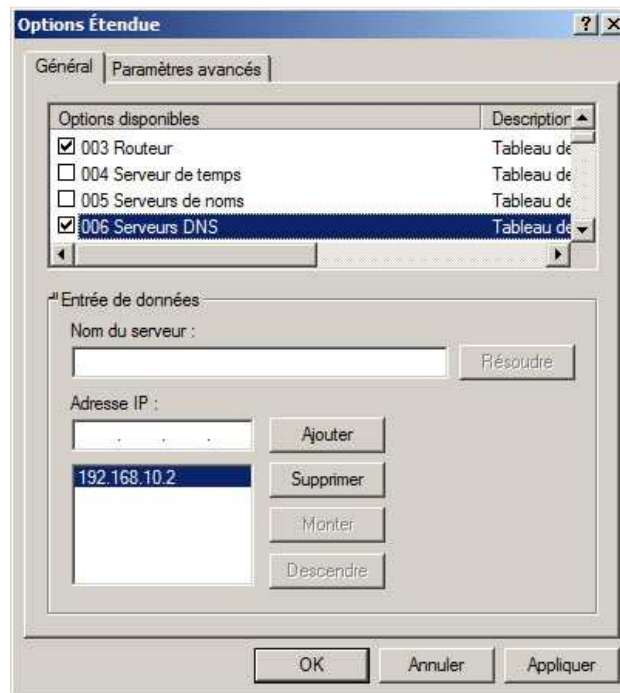 Options Étendue
Général Paramètres avancés
Options disponibles Description
003 Routeur Tableau de
004 Serveur de temps Tableau de
005 Serveurs de noms Tableau de
006 Serveurs DNS Tableau de
Entrée de données
Nom du serveur :
Résoudre
Adresse IP :
Ajouter
192.168.10.2 Supprimer
Monter
Descendre
OK Annuler Appliquer